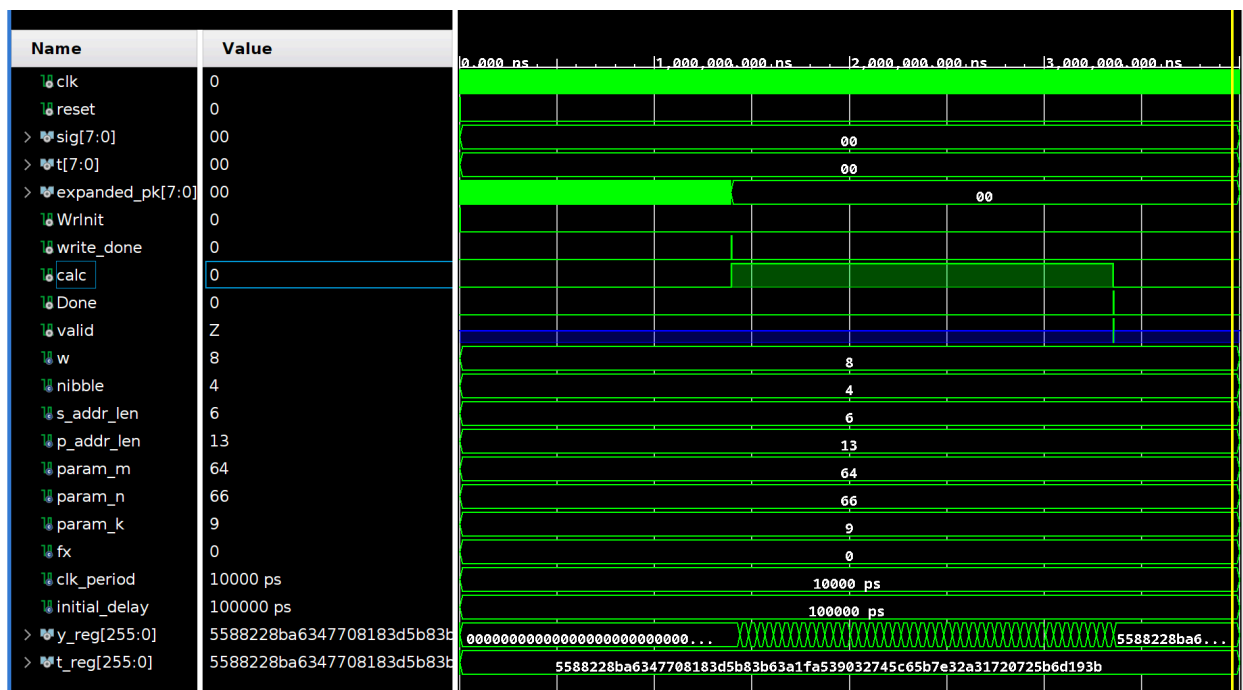 Name Value
0.000 ns 1,000,000.000 ns 2,000,000.000 ns 3,000,000.000 ns
clk 0
reset 0
sig[7:0] 00 00
t[7:0] 00 00
expanded_pk[7:0] 00 00
WrInit 0
write_done 0
calc 0
Done 0
valid Z
w 8 8
nibble 4 4
s_addr_len 6 6
p_addr_len 13 13
param_m 64 64
param_n 66 66
param_k 9 9
fx 0 0
clk_period 10000 ps 10000 ps
initial_delay 100000 ps 100000 ps
y_reg[255:0] 5588228ba6347708183d5b83b 00000000000000000000000000... 5588228ba6...
t_reg[255:0] 5588228ba6347708183d5b83b 5588228ba6347708183d5b83b63a1fa539032745c65b7e32a31720725b6d193b